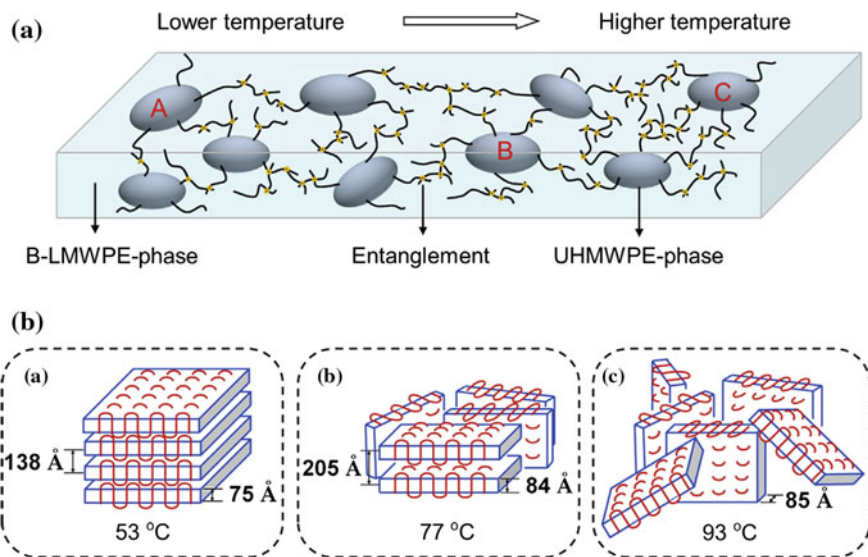 (a)
Lower temperature Higher temperature
A
B
C
B-LMWPE-phase Entanglement UHMWPE-phase
(b)
(a) (b) (c)
138 Å 75 Å 205 Å 84 Å 85 Å
53 °C 77 °C 93 °C